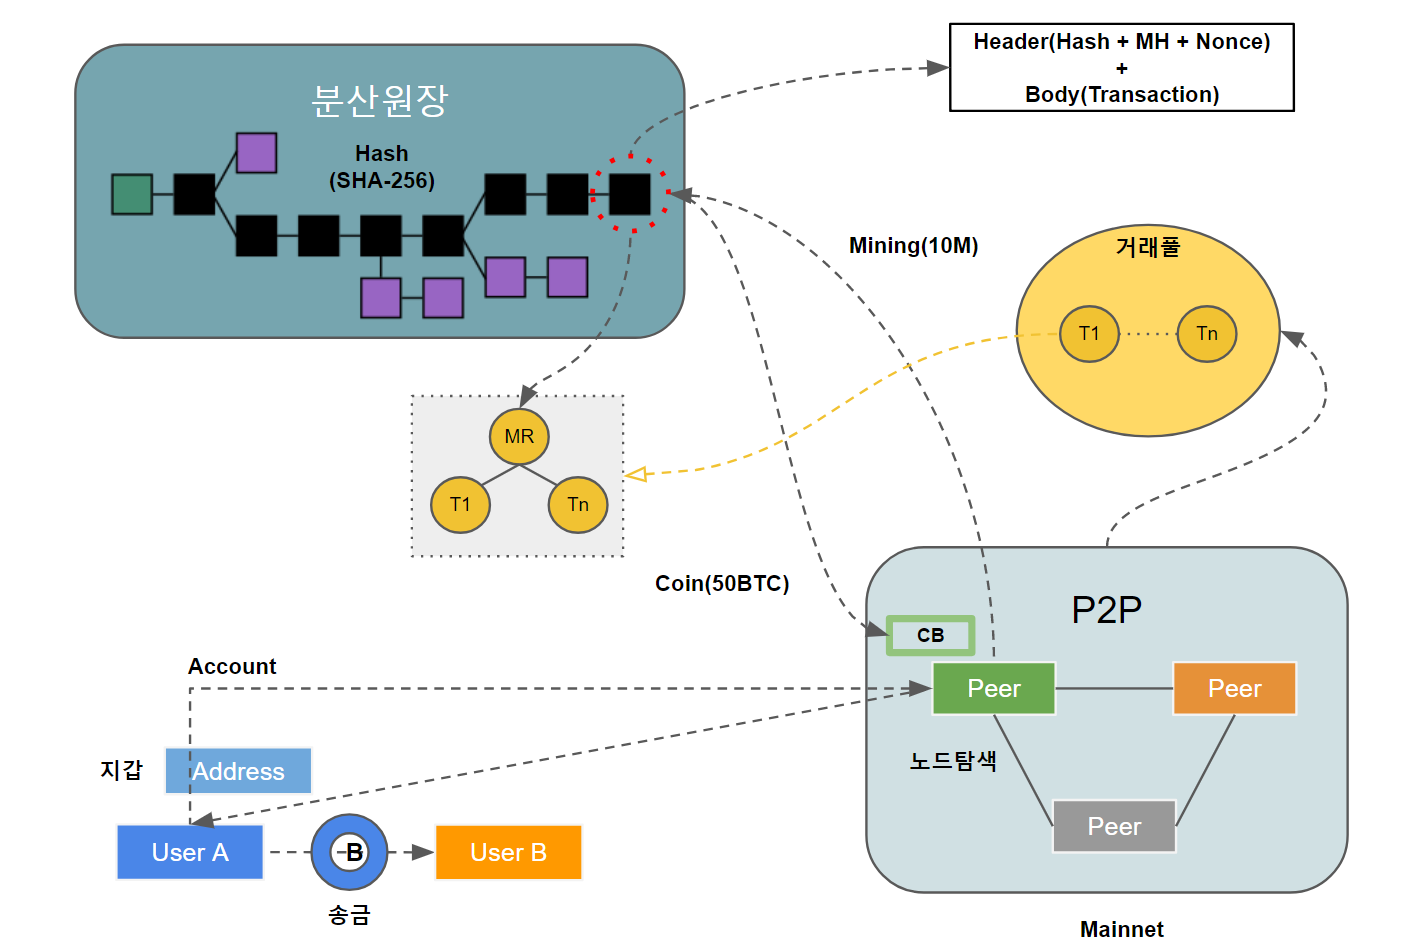 Header(Hash + MH + Nonce)
+
Body(Transaction)
분산원장
Hash
(SHA-256)
Mining(10M)
거래풀
T1
Tn
MR
T1
Tn
Coin(50BTC)
P2P
CB
Account
Peer
Peer
지갑
Address
노드탐색
Peer
User A
B
User B
송금
Mainnet